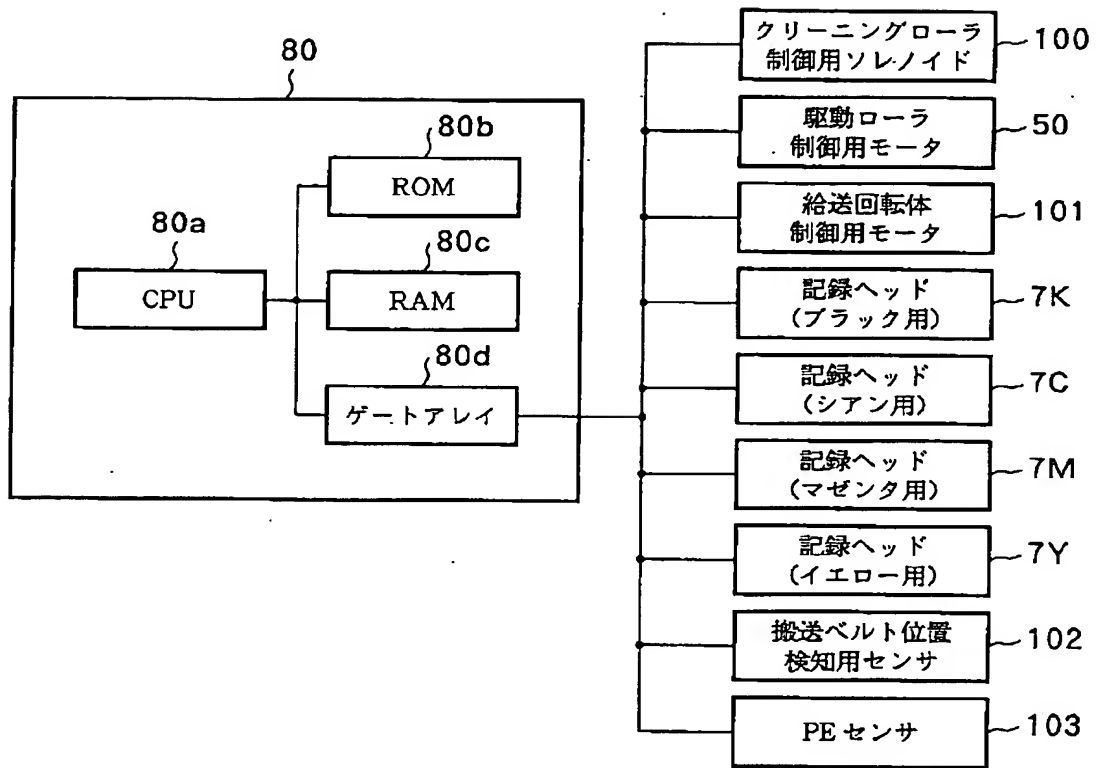 80
80b
ROM
80a
CPU
80c
RAM
80d
ゲートアレイ
クリーニングローラ
制御用ソレノイド
100
駆動ローラ
制御用モータ
50
給送回転体
制御用モータ
101
記録ヘッド
(ブラック用)
7K
記録ヘッド
(シアン用)
7C
記録ヘッド
(マゼンタ用)
7M
記録ヘッド
(イエロー用)
7Y
搬送ベルト位置
検知用センサ
102
PEセンサ
103